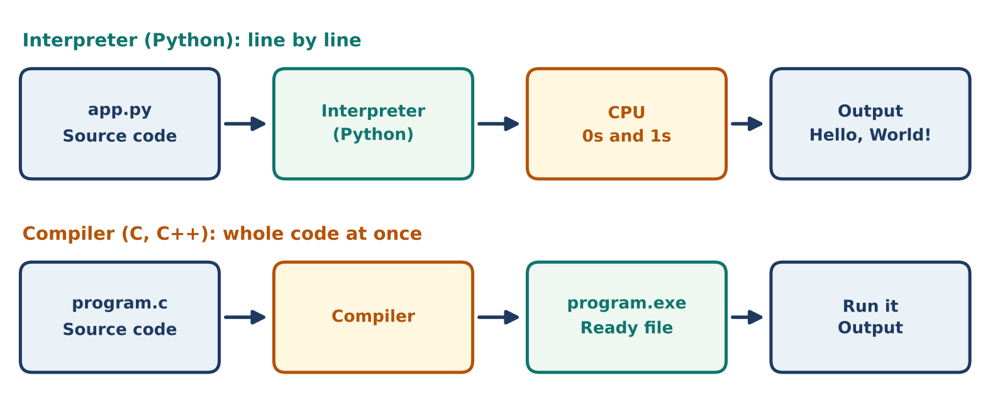 Interpreter (Python): line by line
app.py
Source code
Interpreter
(Python)
CPU
0s and 1s
Output
Hello, World!
Compiler (C, C++): whole code at once
program.c
Source code
Compiler
program.exe
Ready file
Run it
Output